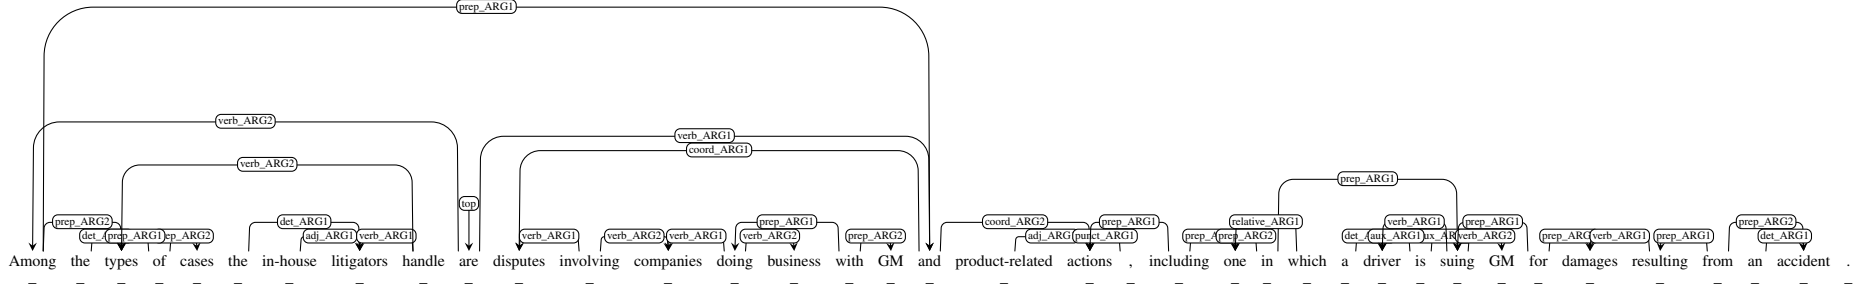 prep_ARG1
verb_ARG2
verb_ARG1
coord_ARG1
verb_ARG2
prep_ARG1
top
prep_ARG2 det_ARG1 prep_ARG1 coord_ARG2 prep_ARG1 relative_ARG1 verb_ARG1 prep_ARG1 prep_ARG2
prep_ARG1 adj_ARG1 verb_ARG1 verb_ARG1 verb_ARG2 verb_ARG1 verb_ARG2 prep_ARG2 punct_ARG1 prep_ARG2 aux_ARG1 verb_ARG2 verb_ARG1 prep_ARG1 det_ARG1
Among the types of cases the in-house litigators handle are disputes involving companies doing business with GM and product-related actions , including one in which a driver is suing GM for damages resulting from an accident .
_ _ _ _ _ _ _ _ _ _ _ _ _ _ _ _ _ _ _ _ _ _ _ _ _ _ _ _ _ _ _ _ _ _ _ _ _ _